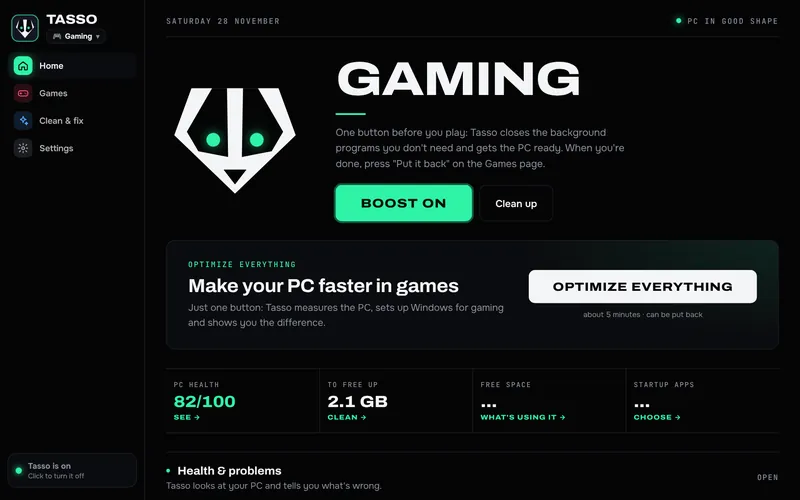 TASSO
🎮 Gaming ▾
Home
Games
Clean & fix
Settings
Tasso is on
Click to turn it off
SATURDAY 28 NOVEMBER
PC IN GOOD SHAPE
GAMING
One button before you play: Tasso closes the background
programs you don't need and gets the PC ready. When you're
done, press "Put it back" on the Games page.
BOOST ON
Clean up
OPTIMIZE EVERYTHING
Make your PC faster in games
Just one button: Tasso measures the PC, sets up Windows for gaming
and shows you the difference.
OPTIMIZE EVERYTHING
about 5 minutes · can be put back
PC HEALTH
82/100
SEE →
TO FREE UP
2.1 GB
CLEAN →
FREE SPACE
...
WHAT'S USING IT →
STARTUP APPS
...
CHOOSE →
Health & problems
Tasso looks at your PC and tells you what's wrong.
OPEN